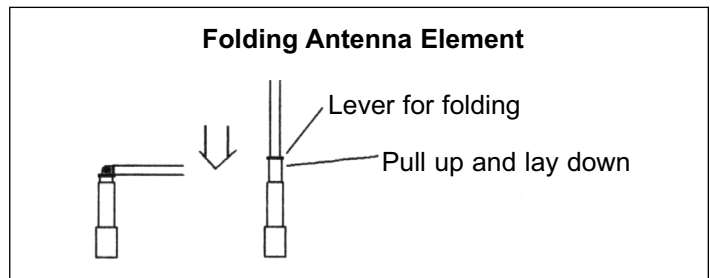 Folding Antenna Element
Lever for folding
Pull up and lay down